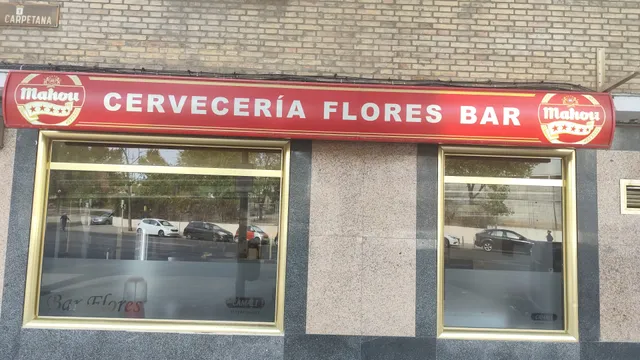 CARPETANA
Mahou
CERVECERÍA FLORES BAR
Mahou
Bar Flores